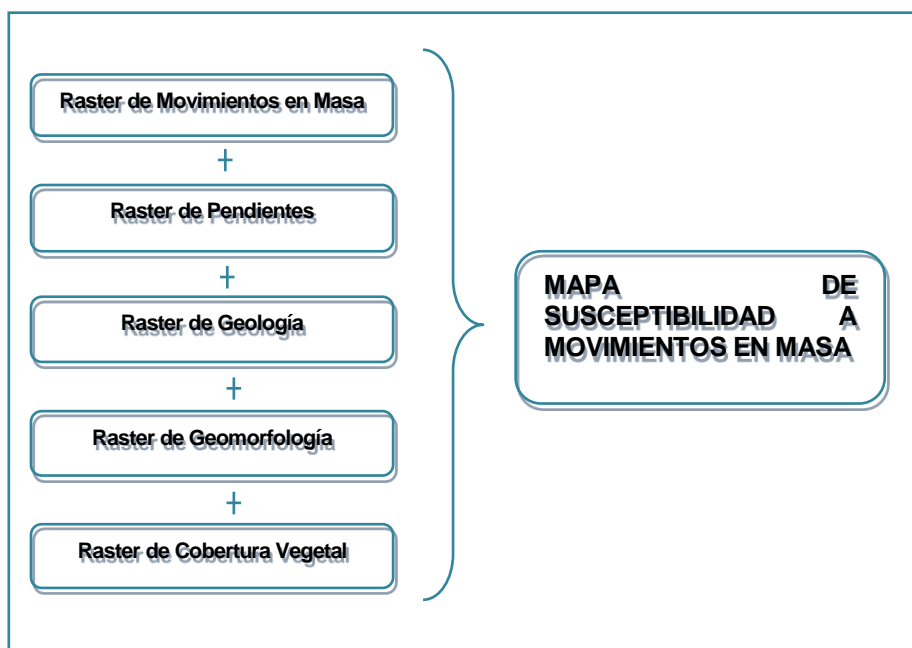 Raster de Movimientos en Masa
+
Raster de Pendientes
+
Raster de Geología
+
Raster de Geomorfología
+
Raster de Cobertura Vegetal
MAPA DE
SUSCEPTIBILIDAD A
MOVIMIENTOS EN MASA